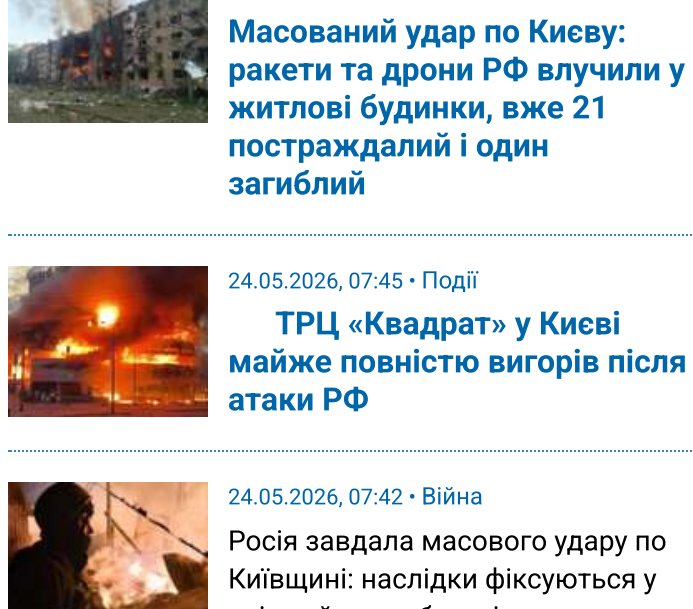 Масований удар по Києву:
ракети та дрони РФ влучили у
житлові будинки, вже 21
постраждалий і один
загиблий
24.05.2026, 07:45 • Події
ТРЦ «Квадрат» у Києві
майже повністю вигорів після
атаки РФ
24.05.2026, 07:42 • Війна
Росія завдала масового удару по
Київщині: наслідки фіксуються у